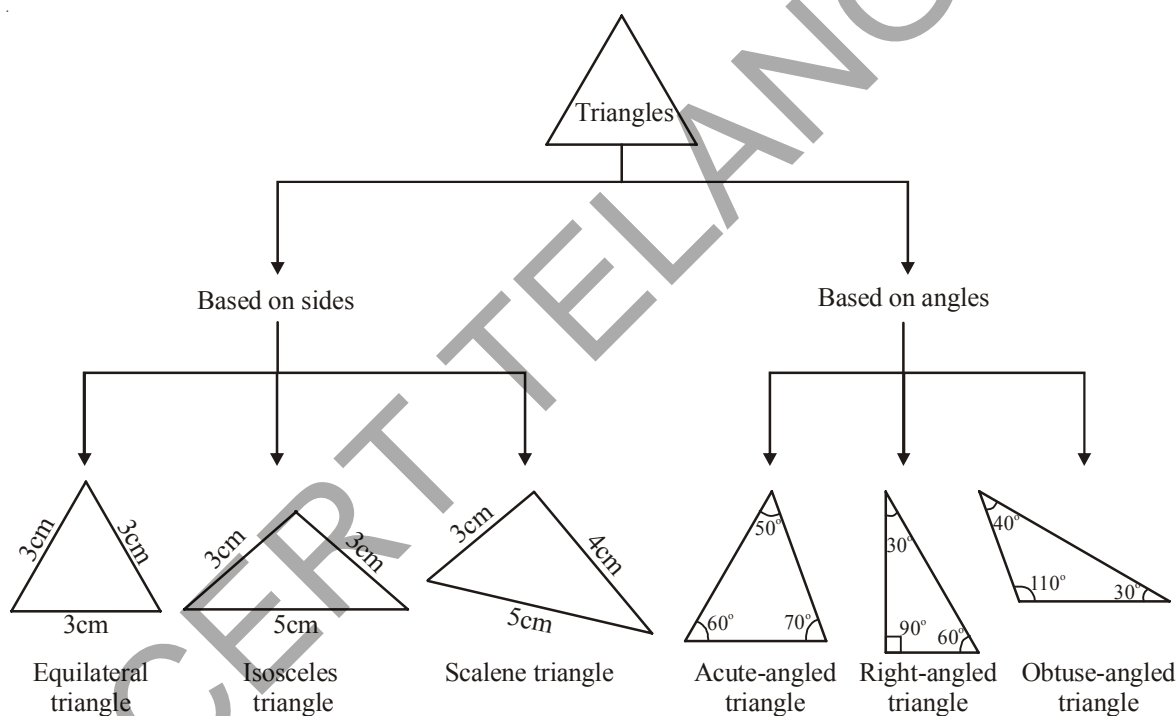 Triangles
Based on sides
Based on angles
3cm
3cm
3cm
3cm
3cm
5cm
3cm
4cm
5cm
50°
60°
70°
30°
90°
60°
40°
110°
30°
Equilateral
triangle
Isosceles
triangle
Scalene triangle
Acute-angled
triangle
Right-angled
triangle
Obtuse-angled
triangle
CERT TELANG